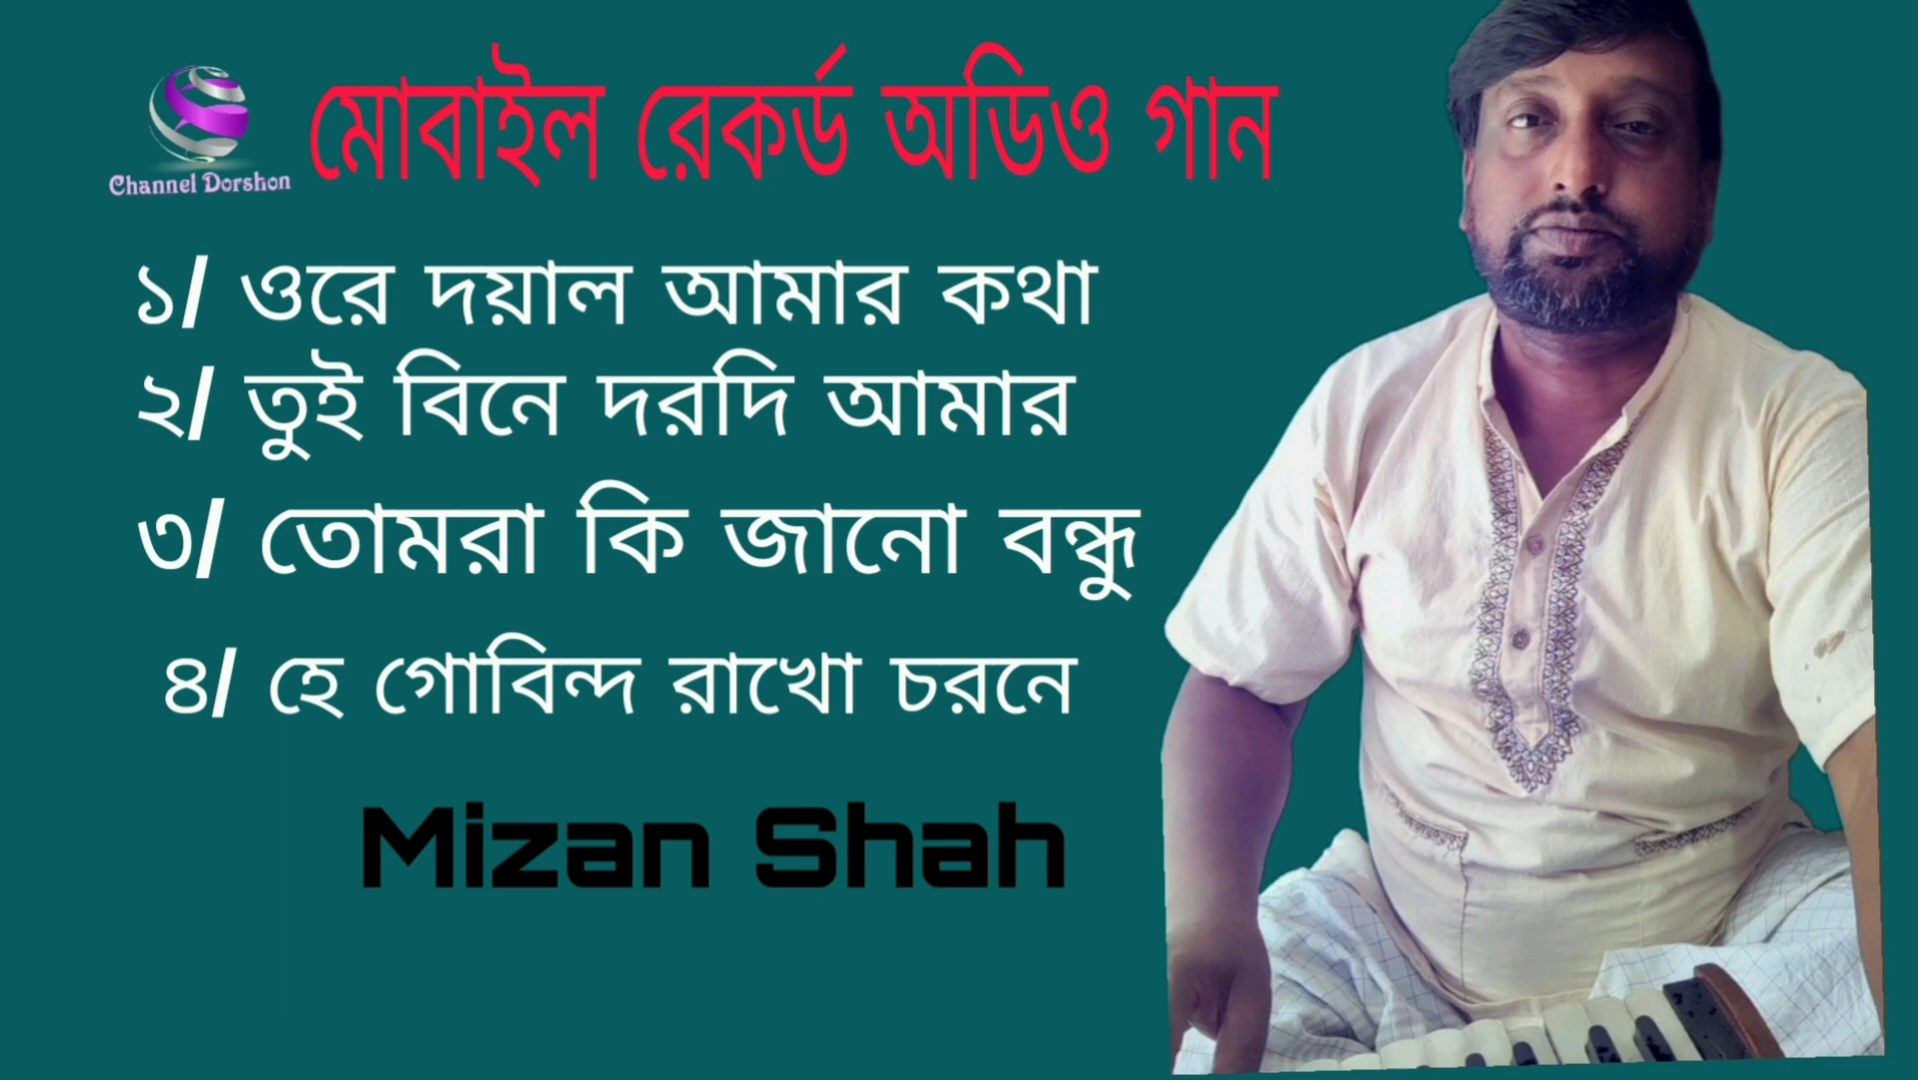 Channel Dorshon
মোবাইল রেকর্ড অডিও গান
১/ ওরে দয়াল আমার কথা
২/ তুই বিনে দরদি আমার
৩/ তোমরা কি জানো বন্ধু
৪/ হে গোবিন্দ রাখো চরনে
Mizan Shah